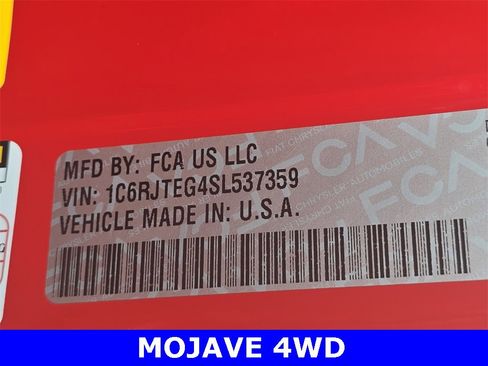 MFD BY: FCA US LLC
VIN: 1C6RJTEG4SL537359
VEHICLE MADE IN: U.S.A.
MOJAVE 4WD